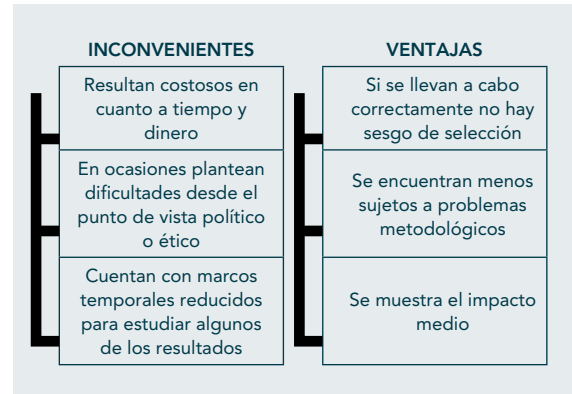 INCONVENIENTES
Resultan costosos en
cuanto a tiempo y
dinero
En ocasiones plantean
dificultades desde el
punto de vista político
o ético
Cuentan con marcos
temporales reducidos
para estudiar algunos
de los resultados
VENTAJAS
Si se llevan a cabo
correctamente no hay
sesgo de selección
Se encuentran menos
sujetos a problemas
metodológicos
Se muestra el impacto
medio